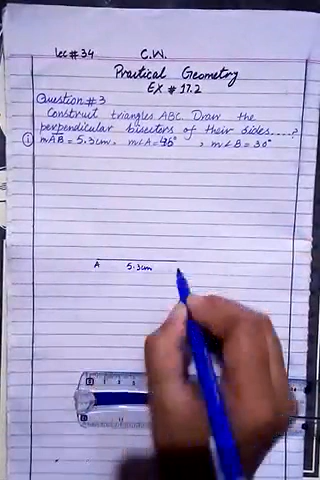 Lec # 34 C.W.
Practical Geometry
EX # 17.2
Question # 3
Construct triangles ABC. Draw the
perpendicular bisectors of their sides.....?
(i) mAB = 5.3cm, m∠A = 45° , m∠B = 30°
A 5.3cm